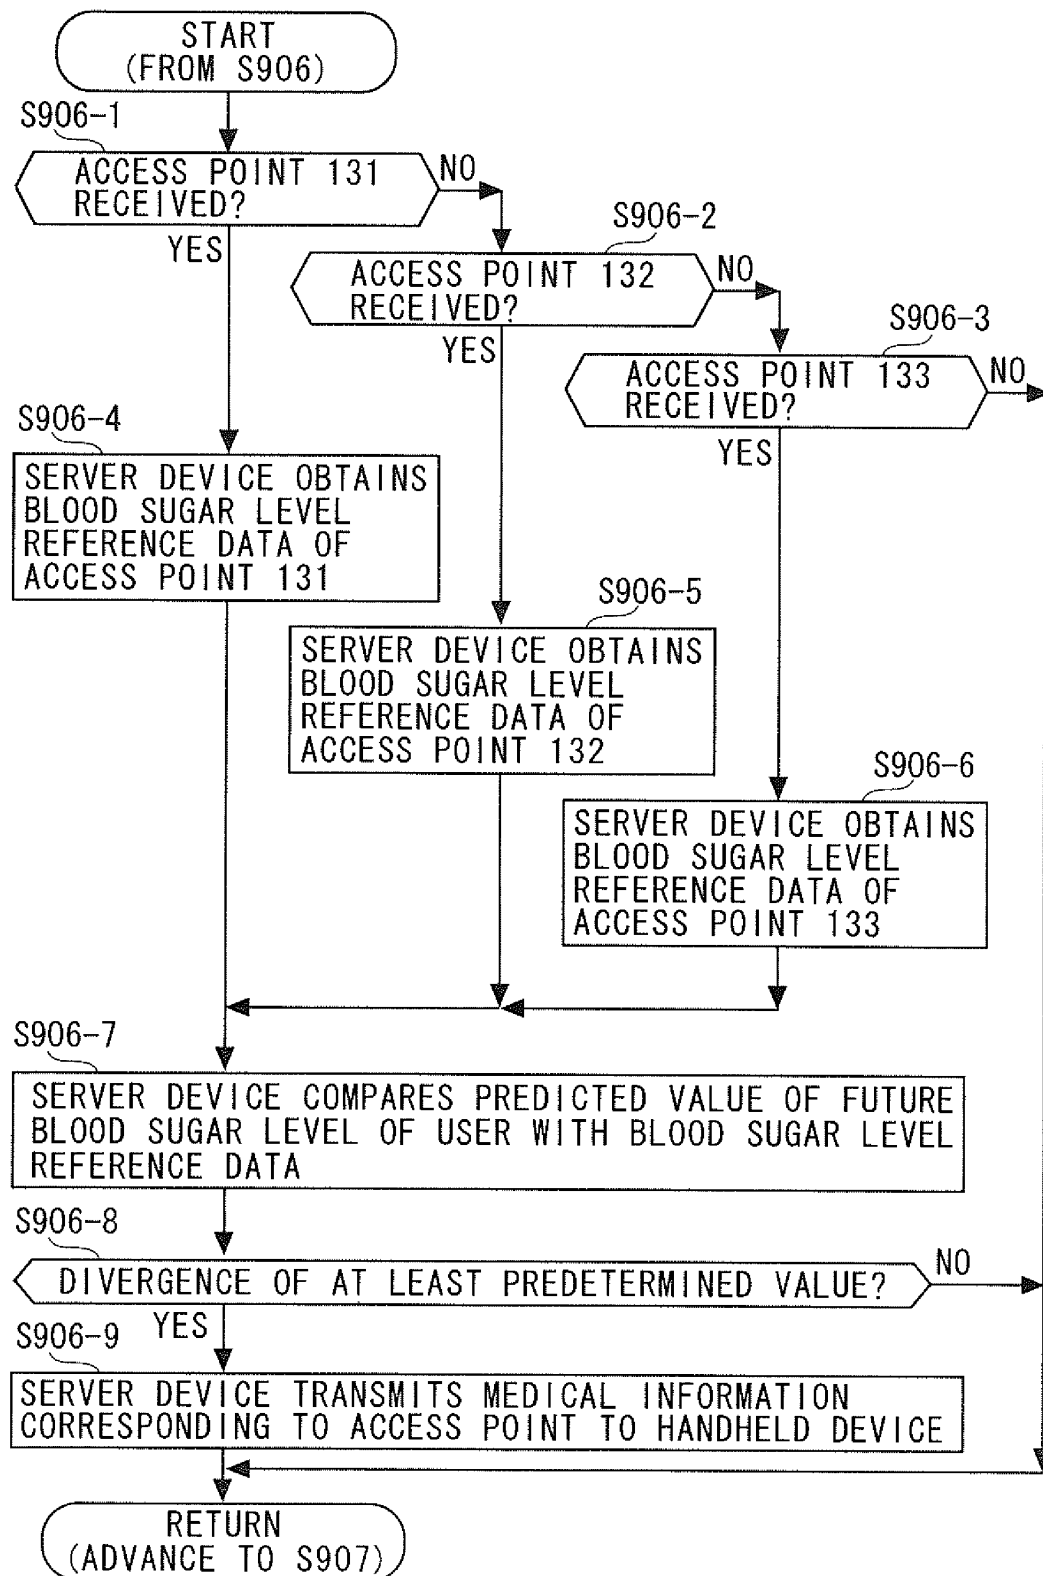 START
(FROM S906)
S906-1
ACCESS POINT 131
RECEIVED?
NO
YES
S906-2
ACCESS POINT 132
RECEIVED?
NO
YES
S906-3
ACCESS POINT 133
RECEIVED?
NO
YES
S906-4
SERVER DEVICE OBTAINS
BLOOD SUGAR LEVEL
REFERENCE DATA OF
ACCESS POINT 131
S906-5
SERVER DEVICE OBTAINS
BLOOD SUGAR LEVEL
REFERENCE DATA OF
ACCESS POINT 132
S906-6
SERVER DEVICE OBTAINS
BLOOD SUGAR LEVEL
REFERENCE DATA OF
ACCESS POINT 133
S906-7
SERVER DEVICE COMPARES PREDICTED VALUE OF FUTURE
BLOOD SUGAR LEVEL OF USER WITH BLOOD SUGAR LEVEL
REFERENCE DATA
S906-8
DIVERGENCE OF AT LEAST PREDETERMINED VALUE?
NO
YES
S906-9
SERVER DEVICE TRANSMITS MEDICAL INFORMATION
CORRESPONDING TO ACCESS POINT TO HANDHELD DEVICE
RETURN
(ADVANCE TO S907)